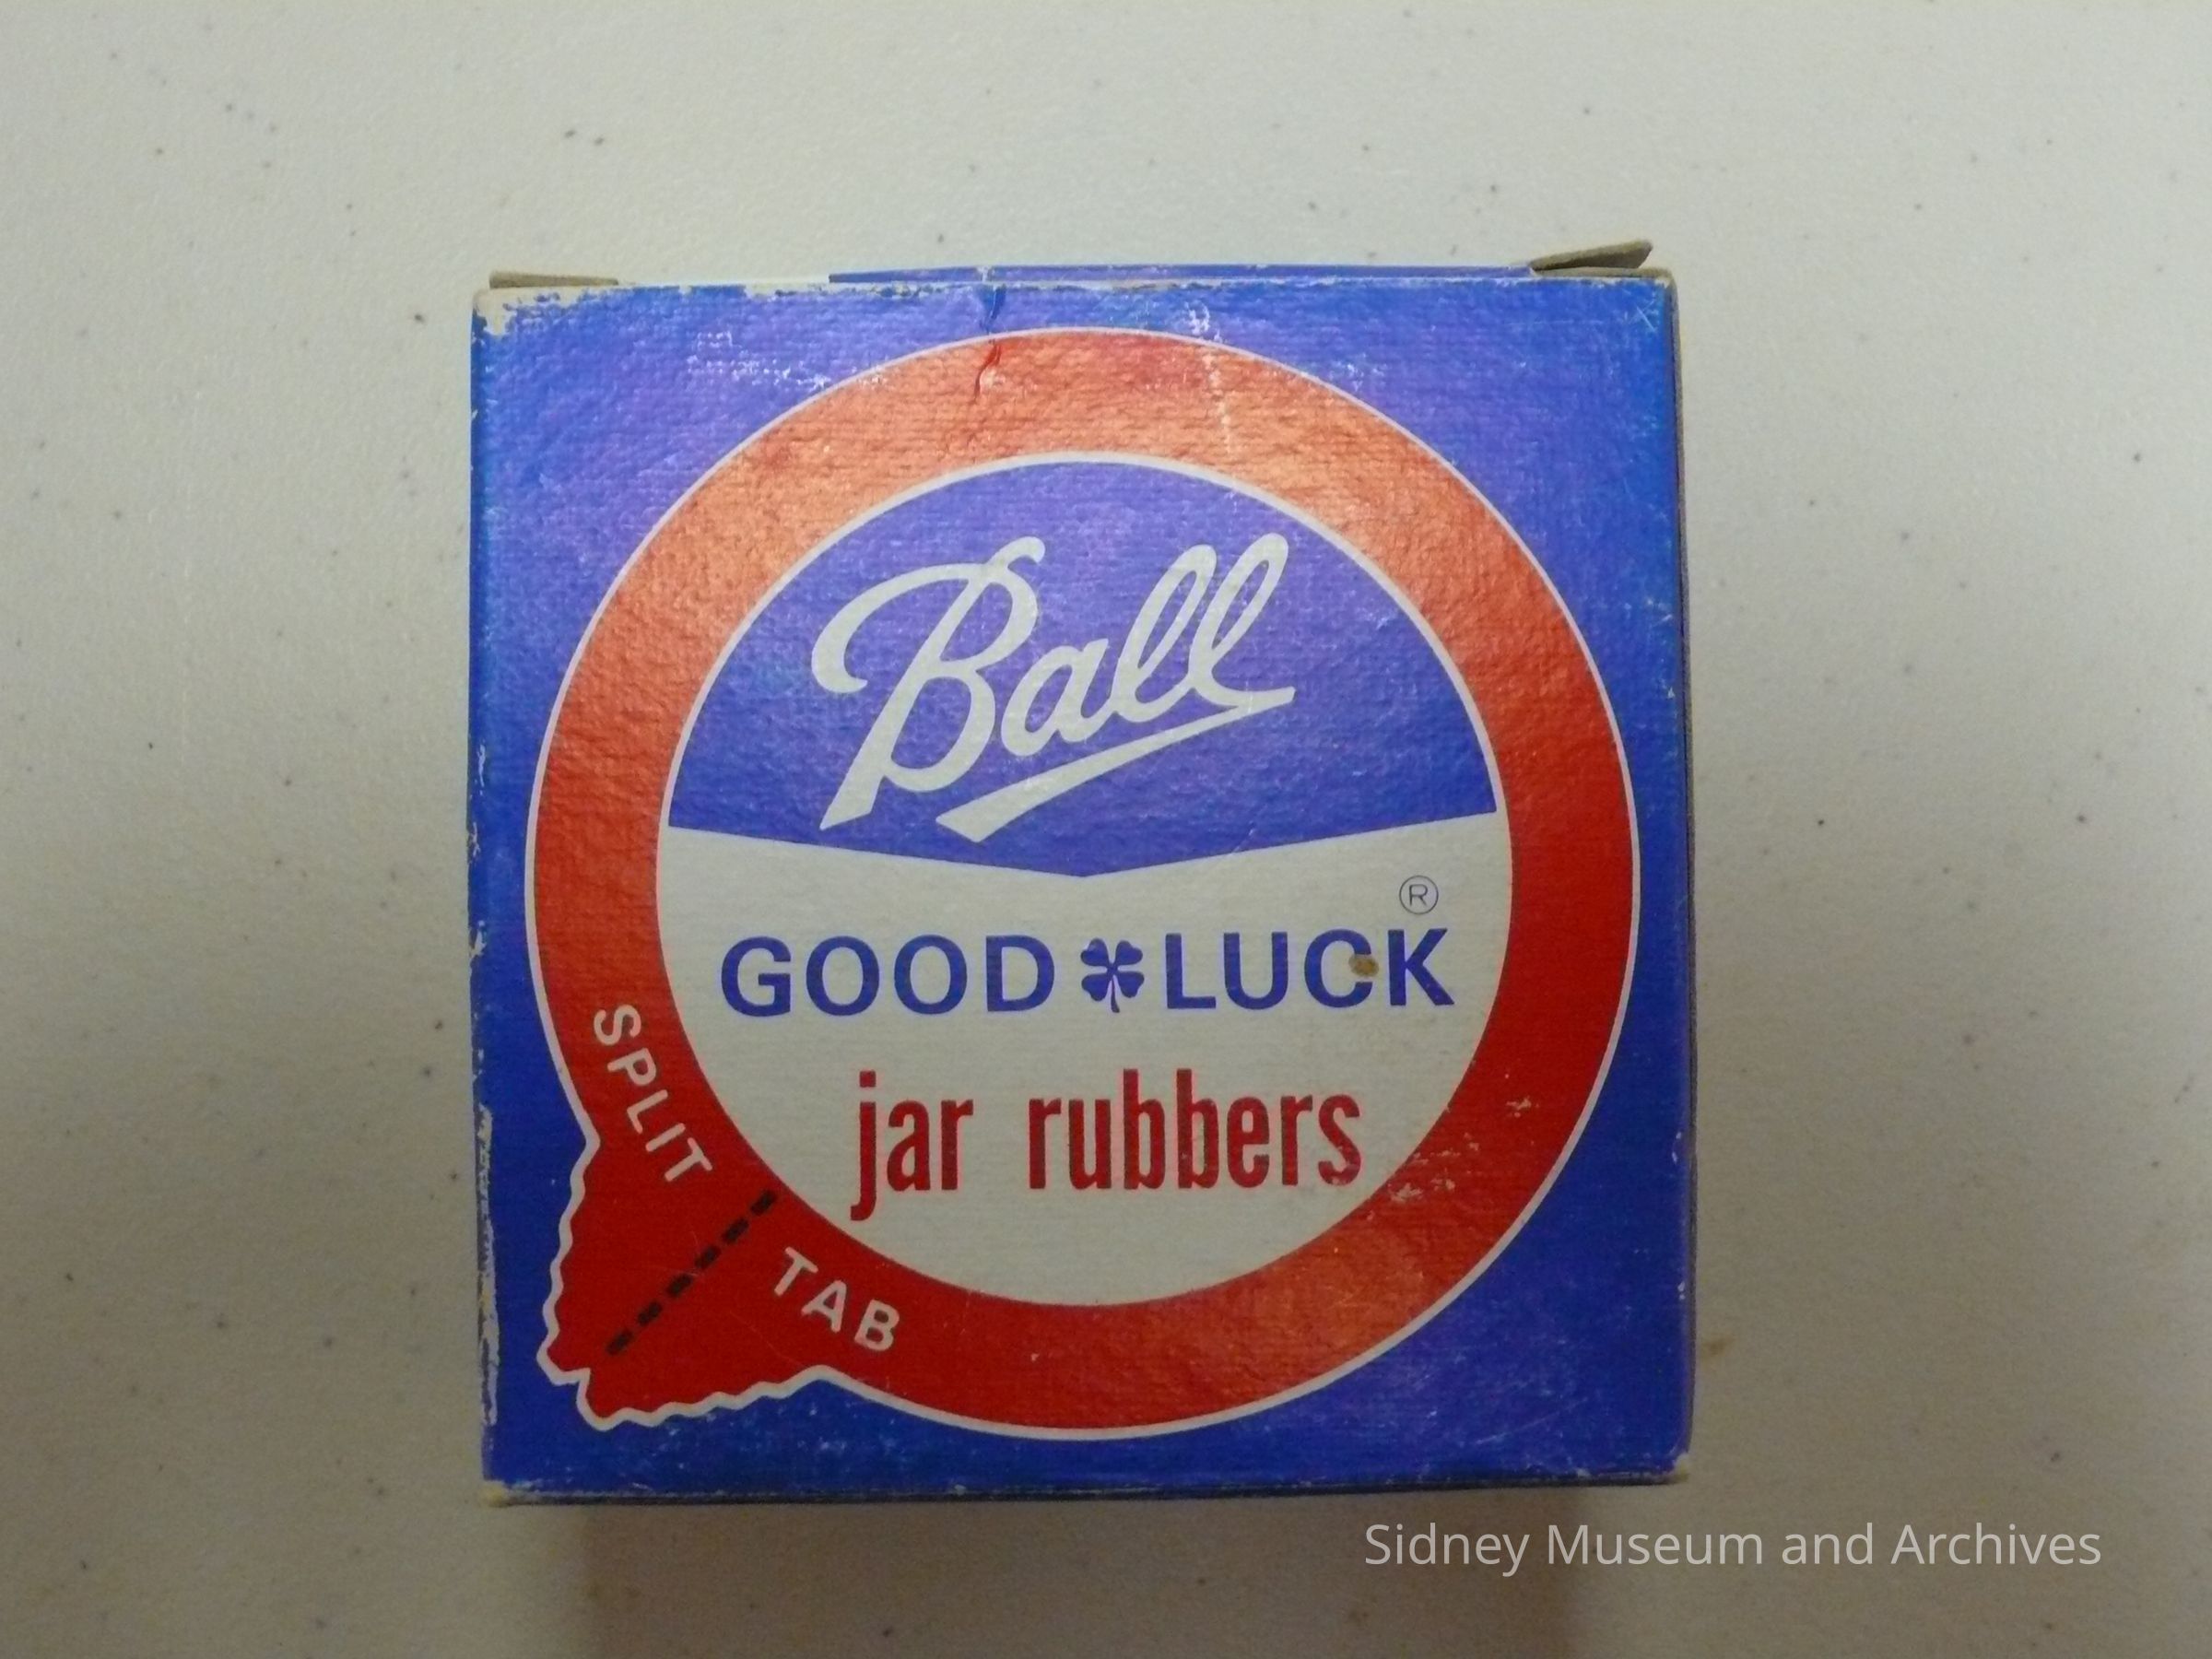 Ball
®
GOOD LUCK
jar rubbers
SPLIT
TAB
Sidney Museum and Archives